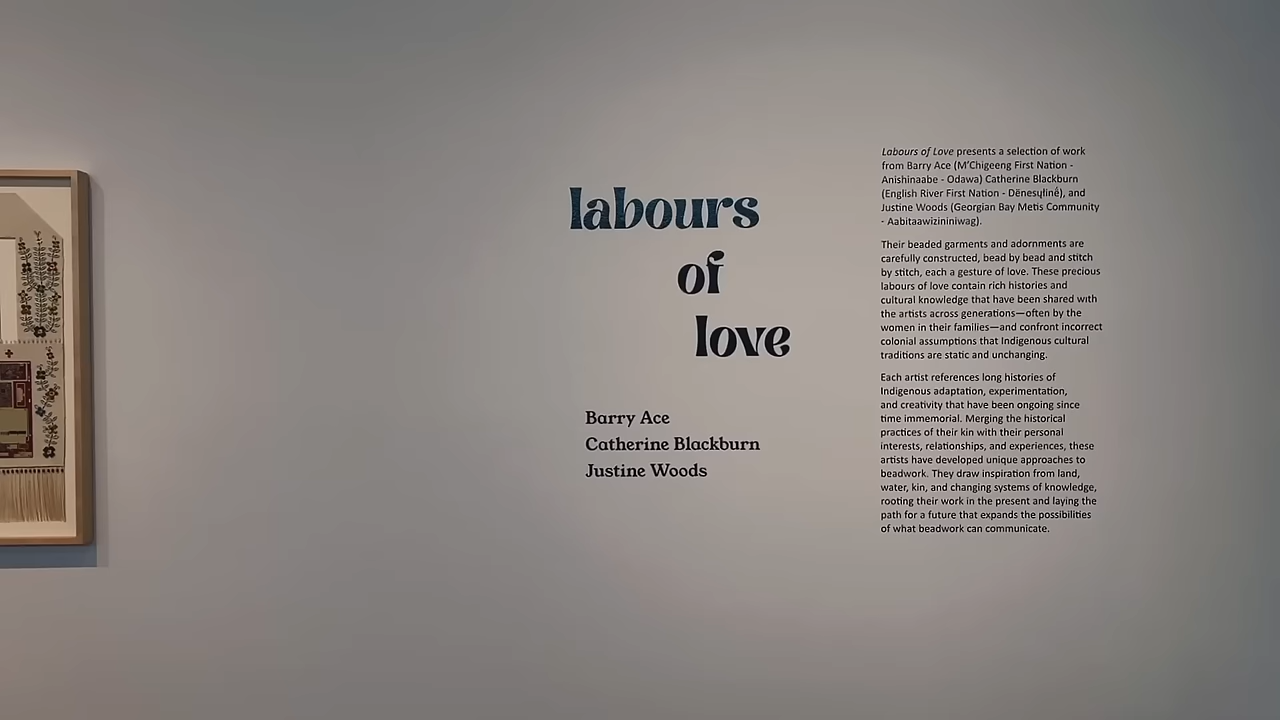 labours
of
love
Barry Ace
Catherine Blackburn
Justine Woods
Labours of Love presents a selection of work
from Barry Ace (M'Chigeeng First Nation -
Anishinaabe - Odawa) Catherine Blackburn
(English River First Nation - Dënesųłiné), and
Justine Woods (Georgian Bay Metis Community
- Aabitaawizininiwag).
Their beaded garments and adornments are
carefully constructed, bead by bead and stitch
by stitch, each a gesture of love. These precious
labours of love contain rich histories and
cultural knowledge that have been shared with
the artists across generations—often by the
women in their families—and confront incorrect
colonial assumptions that Indigenous cultural
traditions are static and unchanging.
Each artist references long histories of
Indigenous adaptation, experimentation,
and creativity that have been ongoing since
time immemorial. Merging the historical
practices of their kin with their personal
interests, relationships, and experiences, these
artists have developed unique approaches to
beadwork. They draw inspiration from land,
water, kin, and changing systems of knowledge,
rooting their work in the present and laying the
path for a future that expands the possibilities
of what beadwork can communicate.